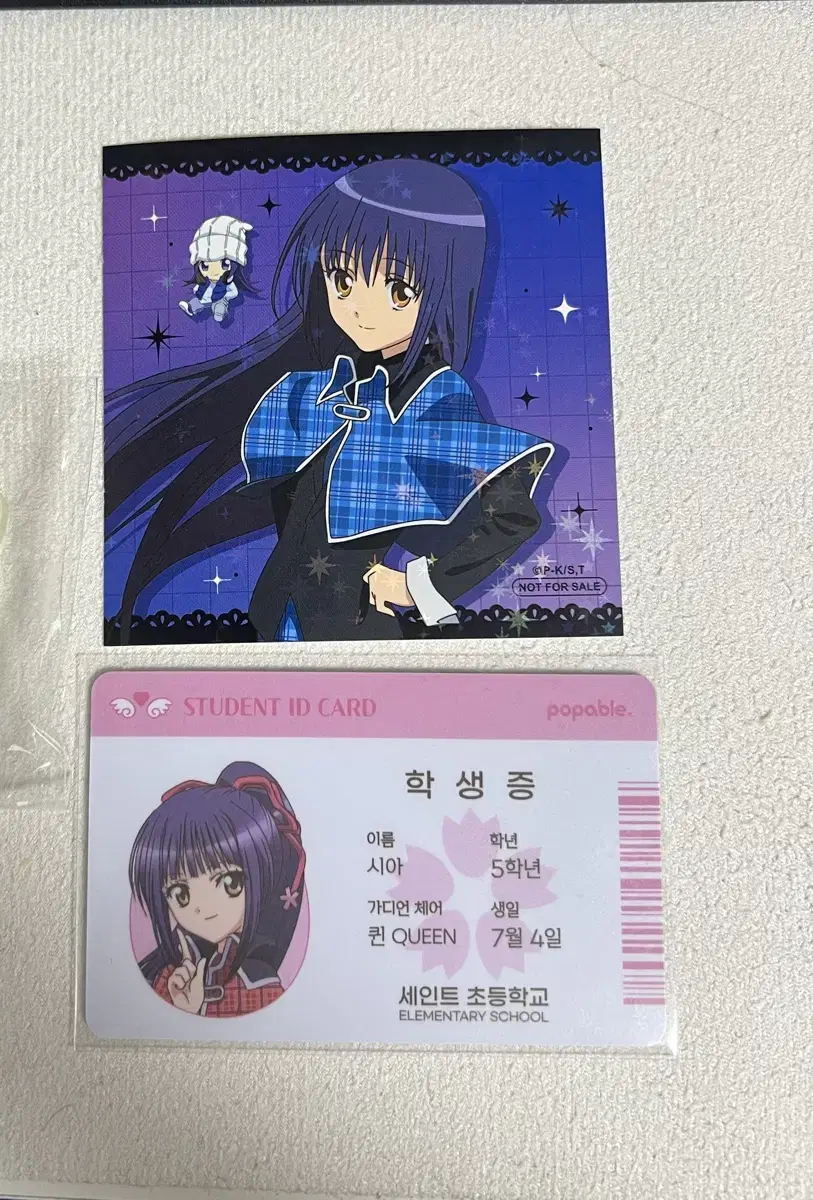 ©P-K/S,T
NOT FOR SALE
STUDENT ID CARD popable.
학생증
이름 학년
시아 5학년
가디언 체어 생일
퀸 QUEEN 7월 4일
세인트 초등학교
ELEMENTARY SCHOOL